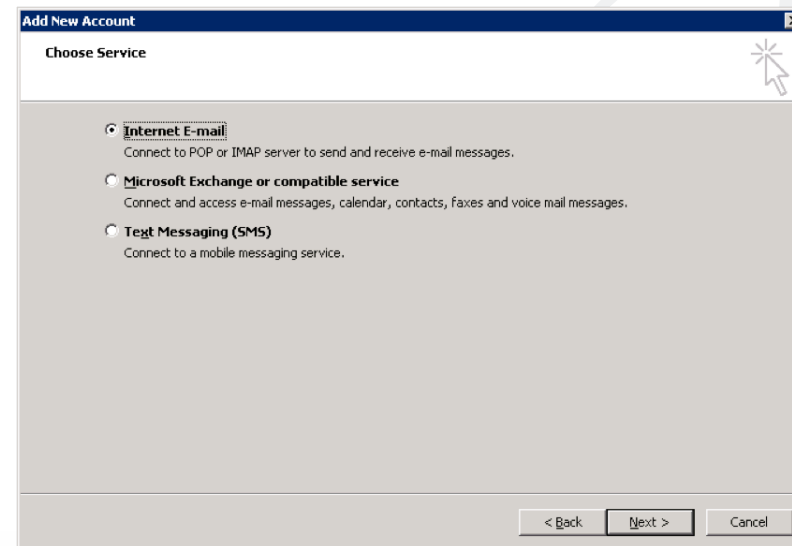 Add New Account
Choose Service
Internet E-mail
Connect to POP or IMAP server to send and receive e-mail messages.
Microsoft Exchange or compatible service
Connect and access e-mail messages, calendar, contacts, faxes and voice mail messages.
Text Messaging (SMS)
Connect to a mobile messaging service.
< Back Next > Cancel